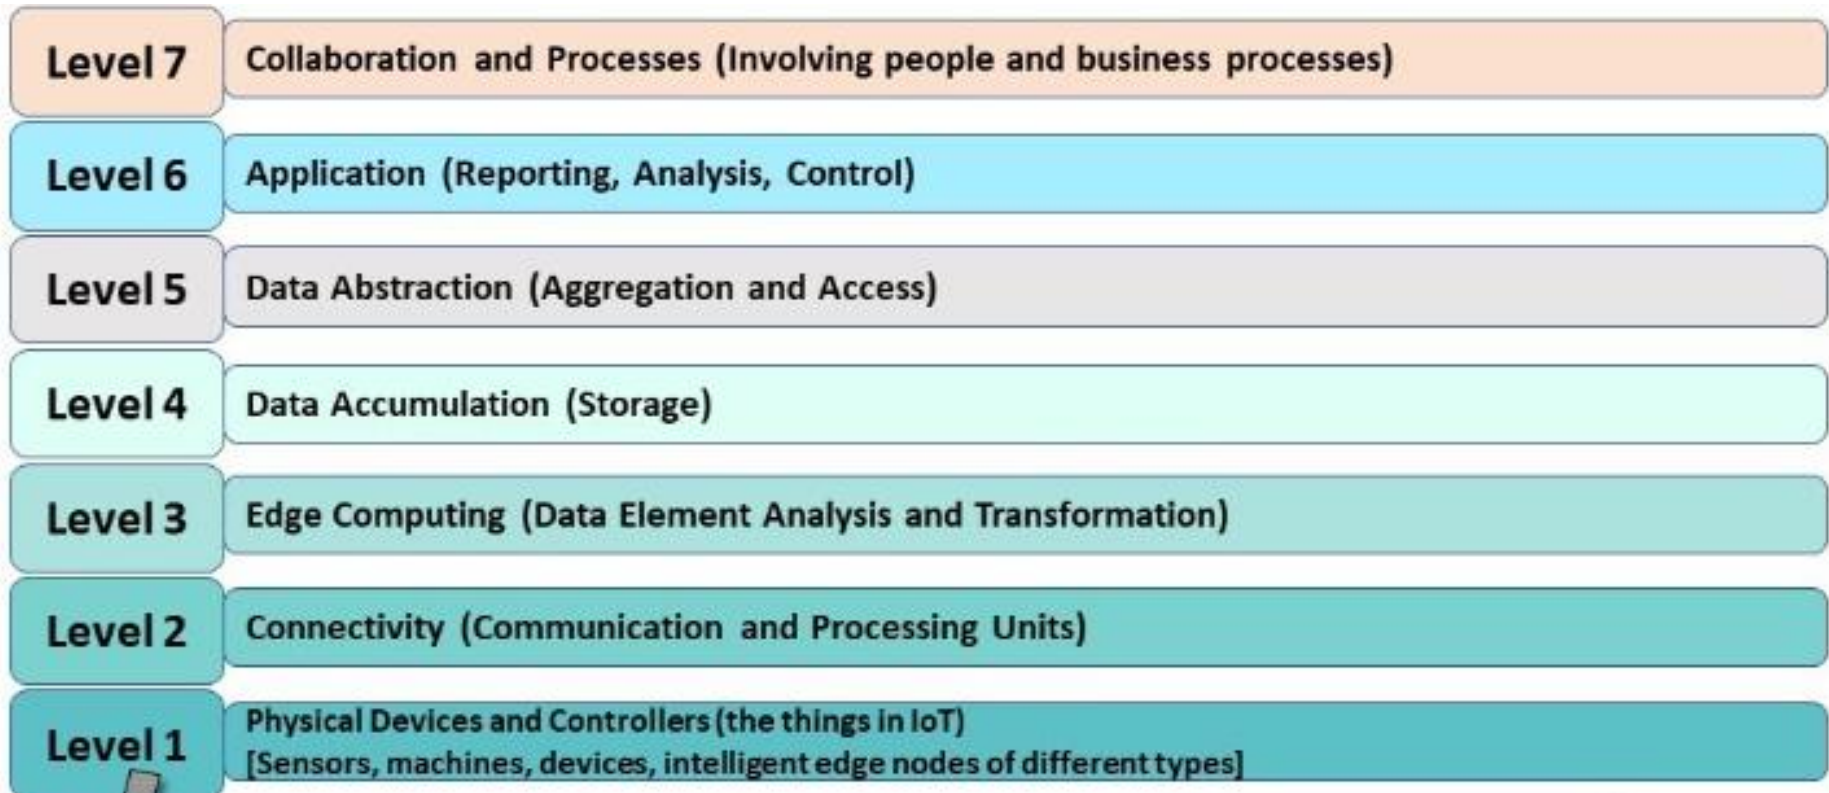 Level 7 Collaboration and Processes (Involving people and business processes)
Level 6 Application (Reporting, Analysis, Control)
Level 5 Data Abstraction (Aggregation and Access)
Level 4 Data Accumulation (Storage)
Level 3 Edge Computing (Data Element Analysis and Transformation)
Level 2 Connectivity (Communication and Processing Units)
Level 1 Physical Devices and Controllers (the things in IoT)
[Sensors, machines, devices, intelligent edge nodes of different types]